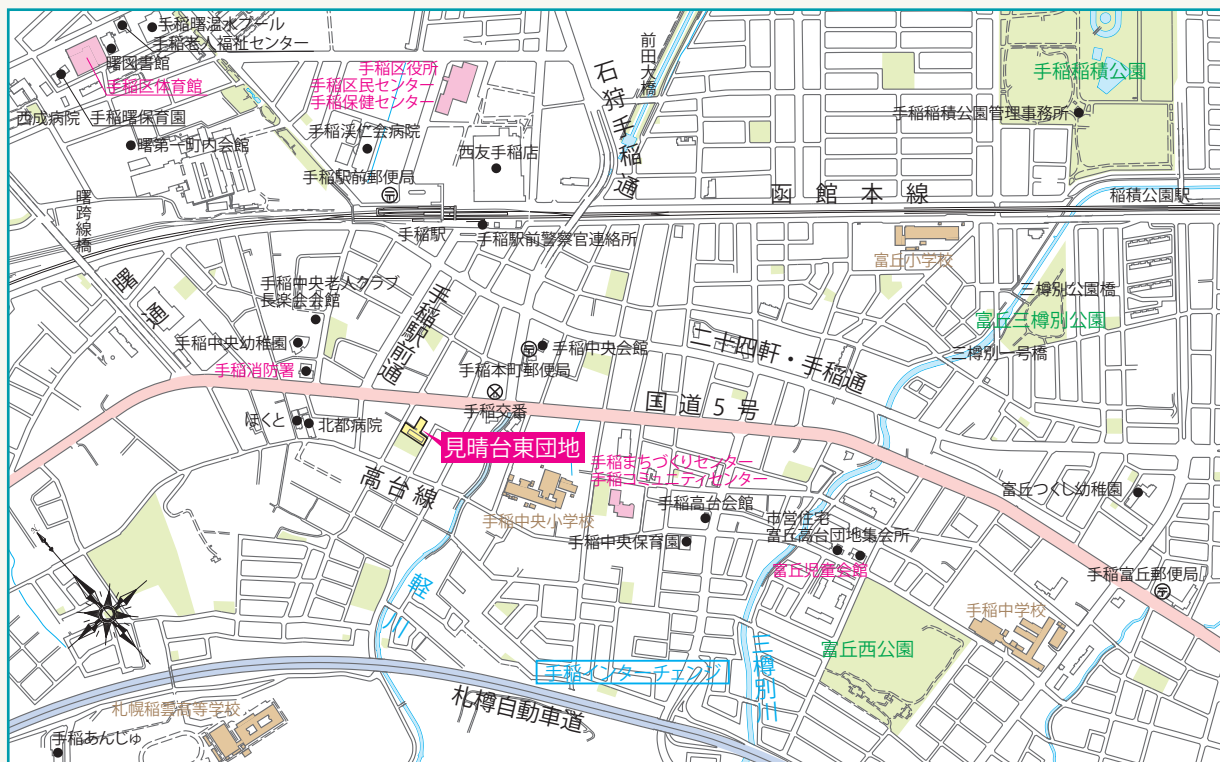 手稲曙温水プール
手稲老人福祉センター
曙図書館
手稲区体育館
西成病院
手稲曙保育園
曙第一町内会館
曙跨線橋
手稲区役所
手稲区民センター
手稲保健センター
手稲渓仁会病院
手稲駅前郵便局
西友手稲店
石狩手稲通
前田大橋
手稲稲積公園
手稲稲積公園管理事務所
函館本線
稲積公園駅
手稲駅
手稲駅前警察官連絡所
富丘小学校
曙通
手稲中央老人クラブ
長楽会会館
手稲駅前通
手稲中央幼稚園
手稲消防署
手稲中央会館
手稲本町郵便局
二十四軒・手稲通
三樽別公園橋
富丘三樽別公園
三樽別一号橋
手稲交番
国道5号
ほくと
北都病院
見晴台東団地
高台線
手稲まちづくりセンター
手稲コミュニティセンター
手稲中央小学校
手稲高台会館
手稲中央保育園
市営住宅
富丘高台団地集会所
富丘児童会館
富丘つくし幼稚園
手稲富丘郵便局
手稲中学校
軽川
三樽別川
富丘西公園
手稲インターチェンジ
札樽自動車道
札幌稲雲高等学校
手稲あんじゅ